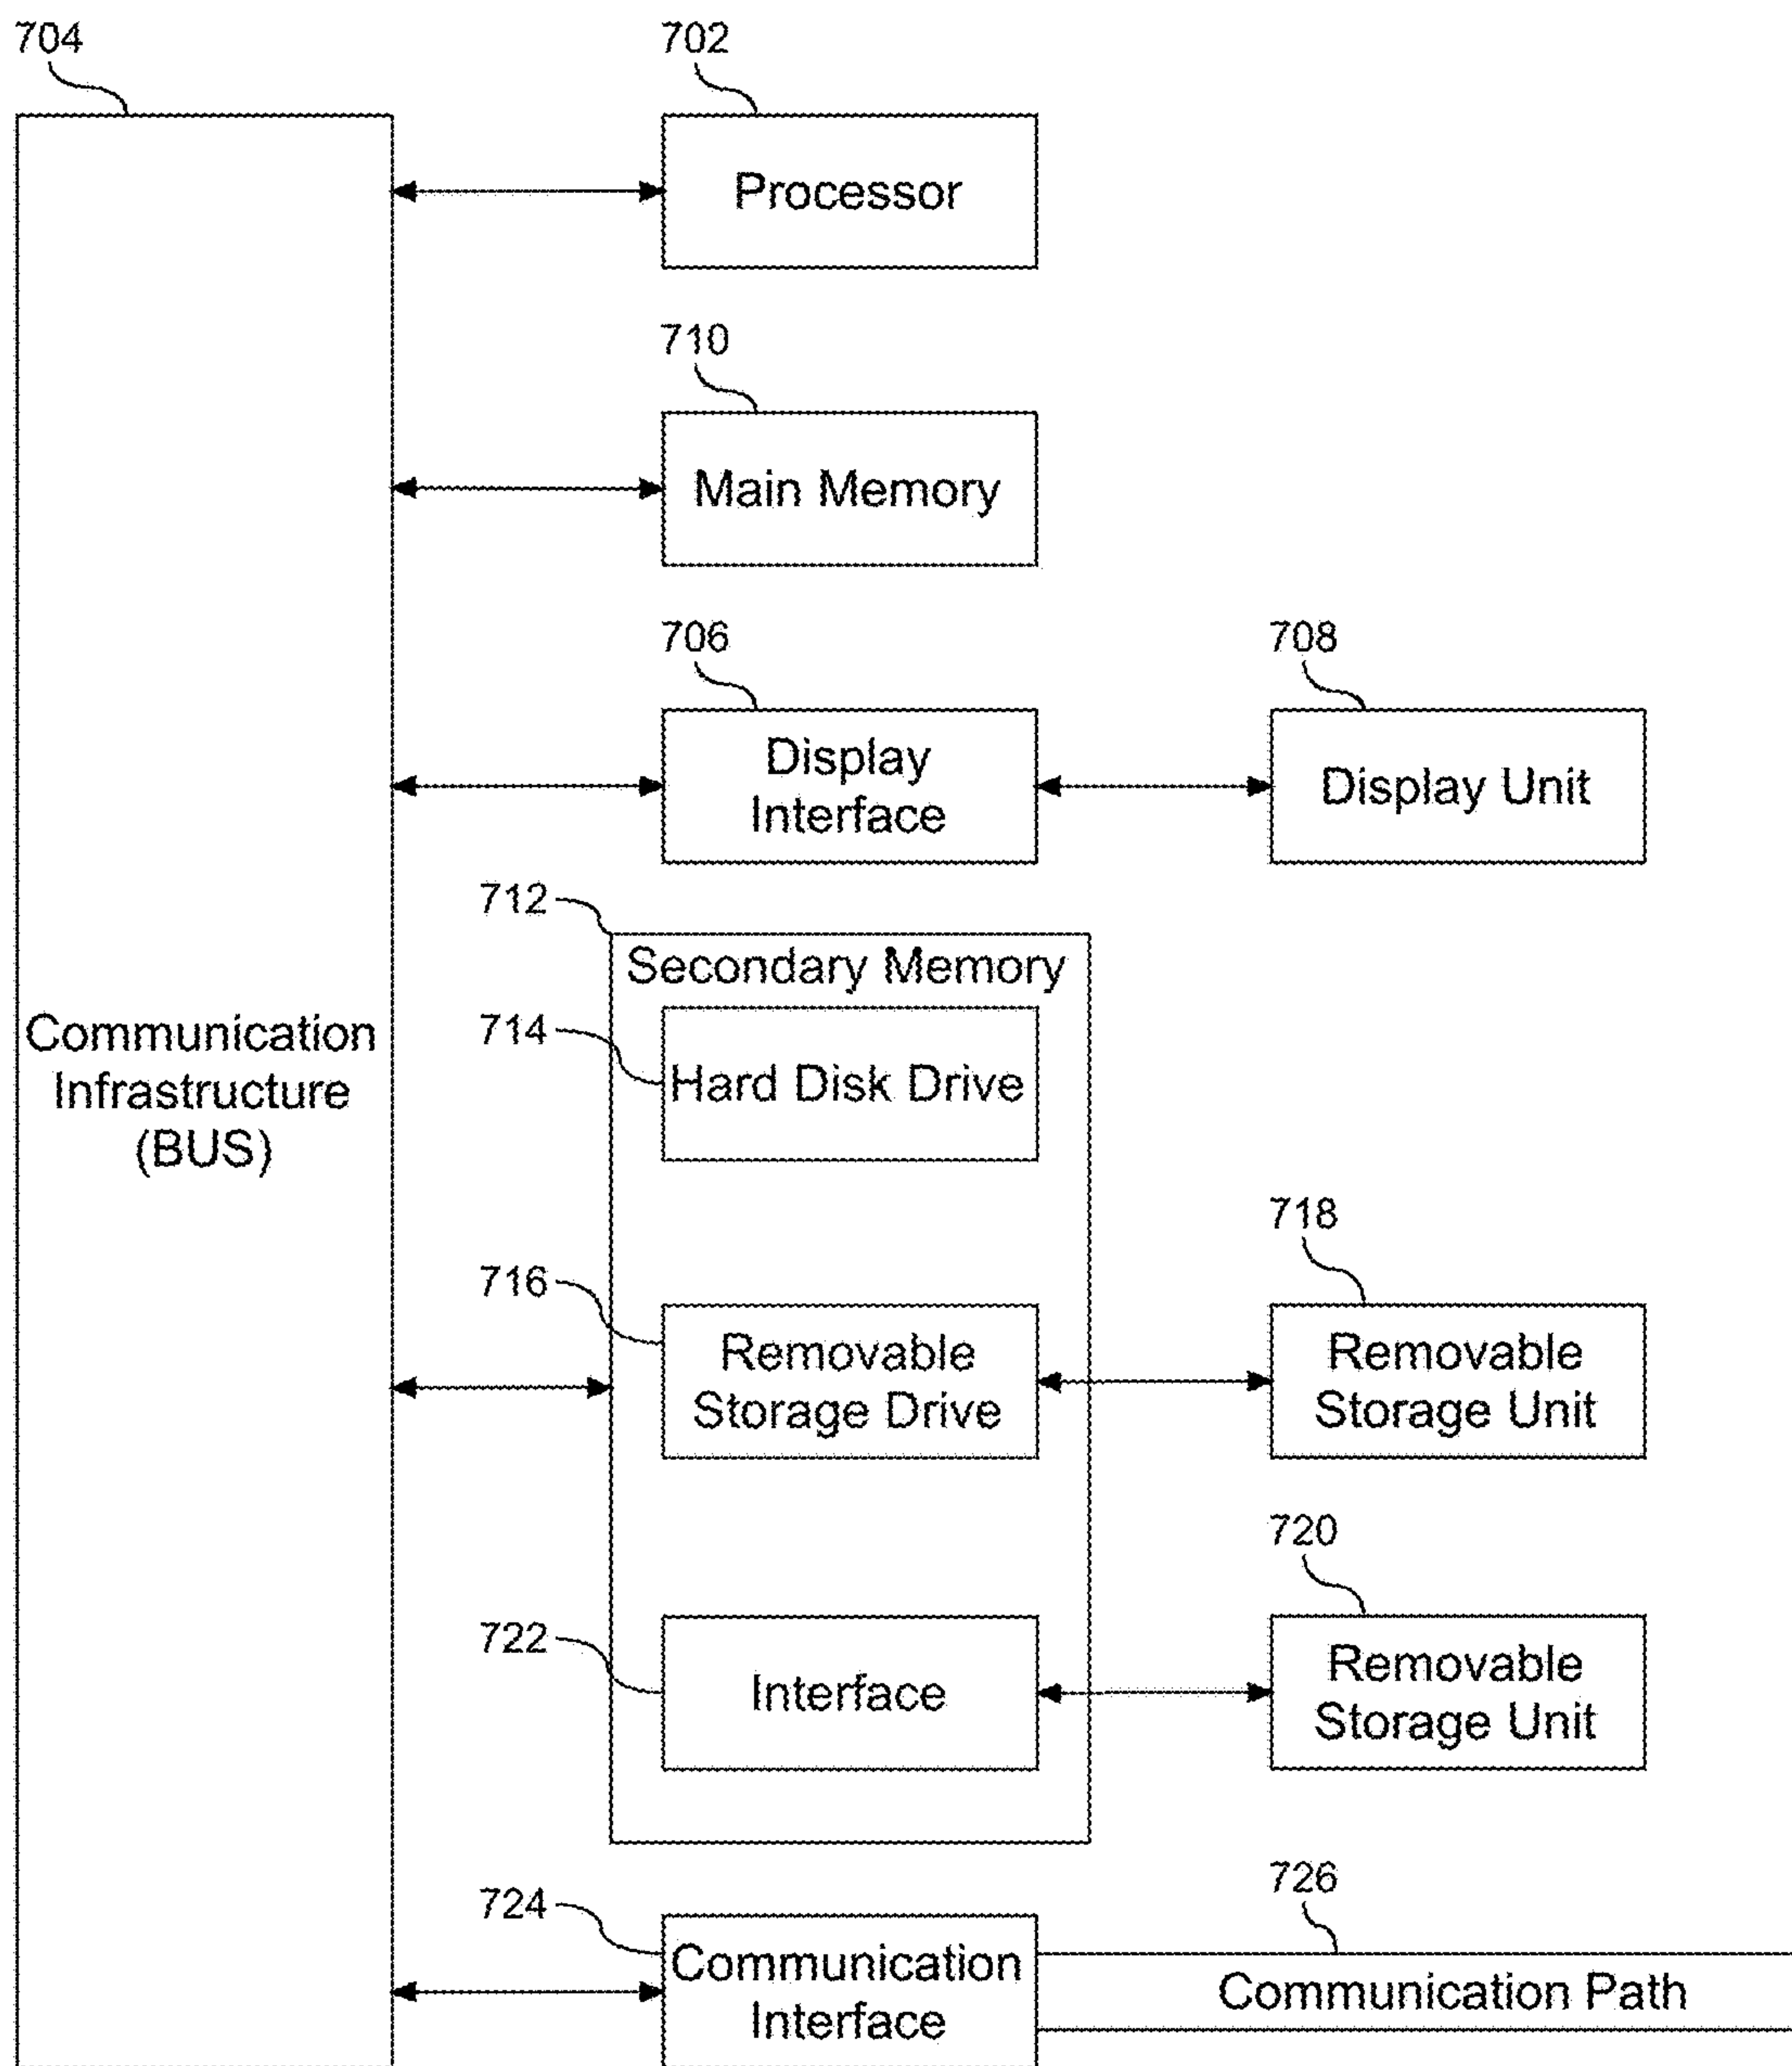 704
702
Processor
710
Main Memory
706
708
Display
Interface
Display Unit
712
Secondary Memory
Communication
Infrastructure
(BUS)
714
Hard Disk Drive
716
718
Removable
Storage Drive
Removable
Storage Unit
720
722
Interface
Removable
Storage Unit
724
726
Communication
Interface
Communication Path